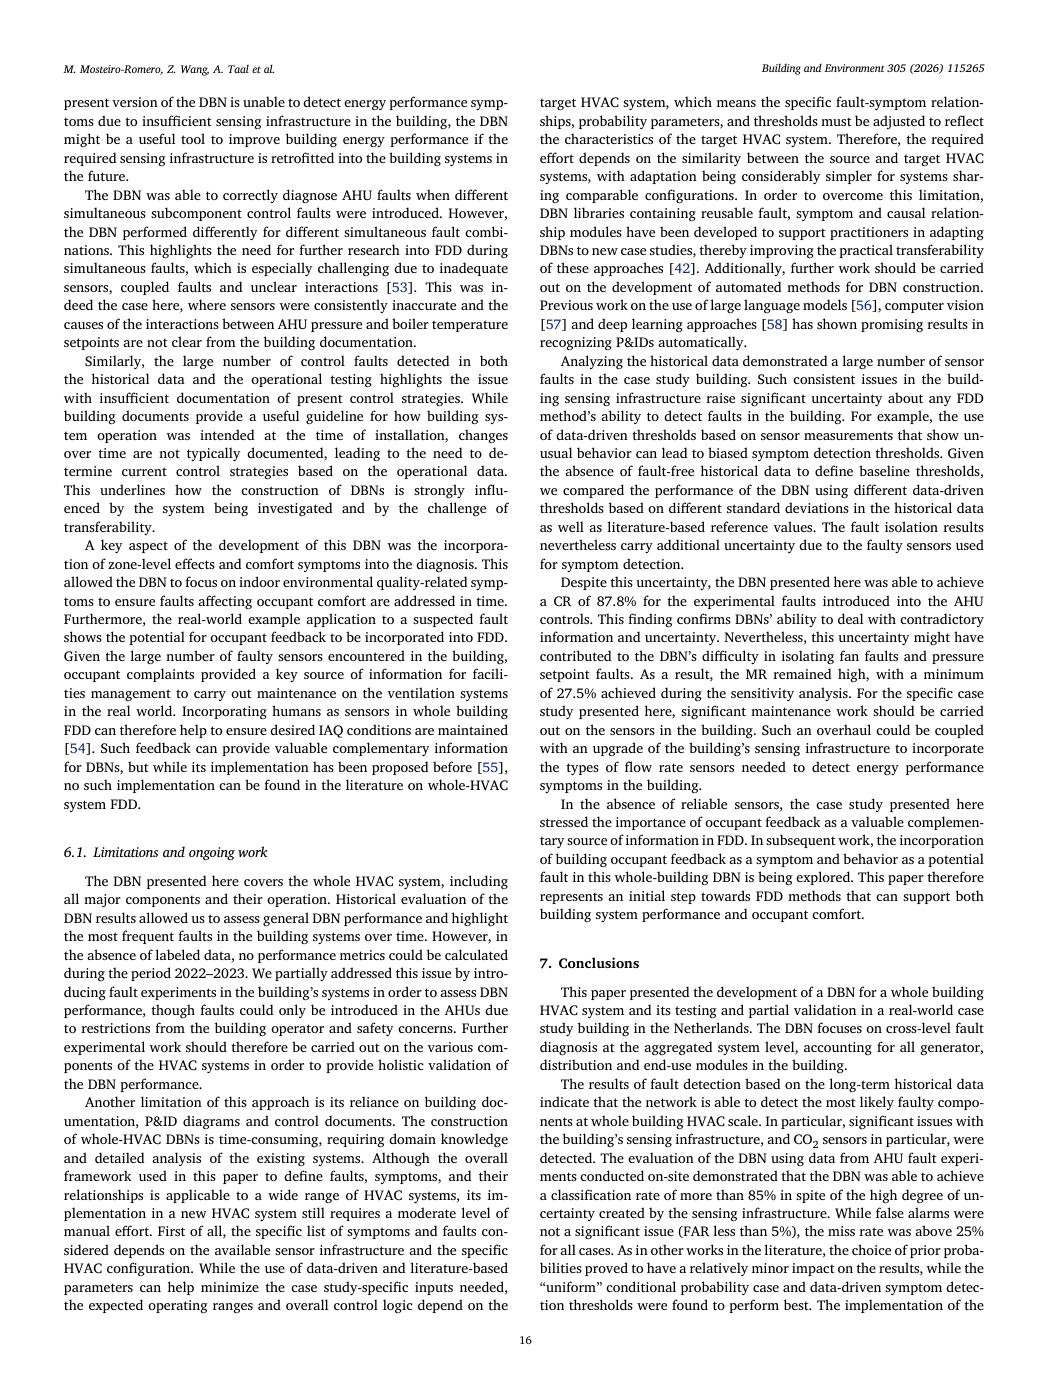 M. Mosteiro-Romero, Z. Wang, A. Taal et al.
Building and Environment 305 (2026) 115265
present version of the DBN is unable to detect energy performance symp-
toms due to insufficient sensing infrastructure in the building, the DBN
might be a useful tool to improve building energy performance if the
required sensing infrastructure is retrofitted into the building systems in
the future.
The DBN was able to correctly diagnose AHU faults when different
simultaneous subcomponent control faults were introduced. However,
the DBN performed differently for different simultaneous fault combi-
nations. This highlights the need for further research into FDD during
simultaneous faults, which is especially challenging due to inadequate
sensors, coupled faults and unclear interactions [53]. This was in-
deed the case here, where sensors were consistently inaccurate and the
causes of the interactions between AHU pressure and boiler temperature
setpoints are not clear from the building documentation.
Similarly, the large number of control faults detected in both
the historical data and the operational testing highlights the issue
with insufficient documentation of present control strategies. While
building documents provide a useful guideline for how building sys-
tem operation was intended at the time of installation, changes
over time are not typically documented, leading to the need to de-
termine current control strategies based on the operational data.
This underlines how the construction of DBNs is strongly influ-
enced by the system being investigated and by the challenge of
transferability.
A key aspect of the development of this DBN was the incorpora-
tion of zone-level effects and comfort symptoms into the diagnosis. This
allowed the DBN to focus on indoor environmental quality-related symp-
toms to ensure faults affecting occupant comfort are addressed in time.
Furthermore, the real-world example application to a suspected fault
shows the potential for occupant feedback to be incorporated into FDD.
Given the large number of faulty sensors encountered in the building,
occupant complaints provided a key source of information for facili-
ties management to carry out maintenance on the ventilation systems
in the real world. Incorporating humans as sensors in whole building
FDD can therefore help to ensure desired IAQ conditions are maintained
[54]. Such feedback can provide valuable complementary information
for DBNs, but while its implementation has been proposed before [55],
no such implementation can be found in the literature on whole-HVAC
system FDD.
6.1. Limitations and ongoing work
The DBN presented here covers the whole HVAC system, including
all major components and their operation. Historical evaluation of the
DBN results allowed us to assess general DBN performance and highlight
the most frequent faults in the building systems over time. However, in
the absence of labeled data, no performance metrics could be calculated
during the period 2022–2023. We partially addressed this issue by intro-
ducing fault experiments in the building's systems in order to assess DBN
performance, though faults could only be introduced in the AHUs due
to restrictions from the building operator and safety concerns. Further
experimental work should therefore be carried out on the various com-
ponents of the HVAC systems in order to provide holistic validation of
the DBN performance.
Another limitation of this approach is its reliance on building doc-
umentation, P&ID diagrams and control documents. The construction
of whole-HVAC DBNs is time-consuming, requiring domain knowledge
and detailed analysis of the existing systems. Although the overall
framework used in this paper to define faults, symptoms, and their
relationships is applicable to a wide range of HVAC systems, its im-
plementation in a new HVAC system still requires a moderate level of
manual effort. First of all, the specific list of symptoms and faults con-
sidered depends on the available sensor infrastructure and the specific
HVAC configuration. While the use of data-driven and literature-based
parameters can help minimize the case study-specific inputs needed,
the expected operating ranges and overall control logic depend on the
target HVAC system, which means the specific fault-symptom relation-
ships, probability parameters, and thresholds must be adjusted to reflect
the characteristics of the target HVAC system. Therefore, the required
effort depends on the similarity between the source and target HVAC
systems, with adaptation being considerably simpler for systems shar-
ing comparable configurations. In order to overcome this limitation,
DBN libraries containing reusable fault, symptom and causal relation-
ship modules have been developed to support practitioners in adapting
DBNs to new case studies, thereby improving the practical transferability
of these approaches [42]. Additionally, further work should be carried
out on the development of automated methods for DBN construction.
Previous work on the use of large language models [56], computer vision
[57] and deep learning approaches [58] has shown promising results in
recognizing P&IDs automatically.
Analyzing the historical data demonstrated a large number of sensor
faults in the case study building. Such consistent issues in the build-
ing sensing infrastructure raise significant uncertainty about any FDD
method's ability to detect faults in the building. For example, the use
of data-driven thresholds based on sensor measurements that show un-
usual behavior can lead to biased symptom detection thresholds. Given
the absence of fault-free historical data to define baseline thresholds,
we compared the performance of the DBN using different data-driven
thresholds based on different standard deviations in the historical data
as well as literature-based reference values. The fault isolation results
nevertheless carry additional uncertainty due to the faulty sensors used
for symptom detection.
Despite this uncertainty, the DBN presented here was able to achieve
a CR of 87.8% for the experimental faults introduced into the AHU
controls. This finding confirms DBNs' ability to deal with contradictory
information and uncertainty. Nevertheless, this uncertainty might have
contributed to the DBN's difficulty in isolating fan faults and pressure
setpoint faults. As a result, the MR remained high, with a minimum
of 27.5% achieved during the sensitivity analysis. For the specific case
study presented here, significant maintenance work should be carried
out on the sensors in the building. Such an overhaul could be coupled
with an upgrade of the building's sensing infrastructure to incorporate
the types of flow rate sensors needed to detect energy performance
symptoms in the building.
In the absence of reliable sensors, the case study presented here
stressed the importance of occupant feedback as a valuable complemen-
tary source of information in FDD. In subsequent work, the incorporation
of building occupant feedback as a symptom and behavior as a potential
fault in this whole-building DBN is being explored. This paper therefore
represents an initial step towards FDD methods that can support both
building system performance and occupant comfort.
7. Conclusions
This paper presented the development of a DBN for a whole building
HVAC system and its testing and partial validation in a real-world case
study building in the Netherlands. The DBN focuses on cross-level fault
diagnosis at the aggregated system level, accounting for all generator,
distribution and end-use modules in the building.
The results of fault detection based on the long-term historical data
indicate that the network is able to detect the most likely faulty compo-
nents at whole building HVAC scale. In particular, significant issues with
the building's sensing infrastructure, and CO₂ sensors in particular, were
detected. The evaluation of the DBN using data from AHU fault experi-
ments conducted on-site demonstrated that the DBN was able to achieve
a classification rate of more than 85% in spite of the high degree of un-
certainty created by the sensing infrastructure. While false alarms were
not a significant issue (FAR less than 5%), the miss rate was above 25%
for all cases. As in other works in the literature, the choice of prior proba-
bilities proved to have a relatively minor impact on the results, while the
“uniform” conditional probability case and data-driven symptom detec-
tion thresholds were found to perform best. The implementation of the
16